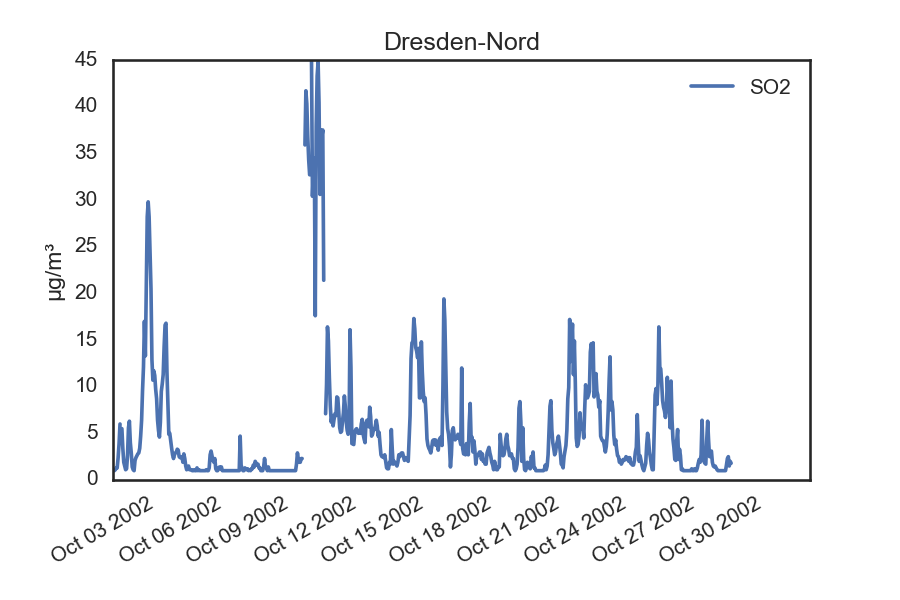 Dresden-Nord
SO2
µg/m³
45
40
35
30
25
20
15
10
5
0
Oct 03 2002
Oct 06 2002
Oct 09 2002
Oct 12 2002
Oct 15 2002
Oct 18 2002
Oct 21 2002
Oct 24 2002
Oct 27 2002
Oct 30 2002